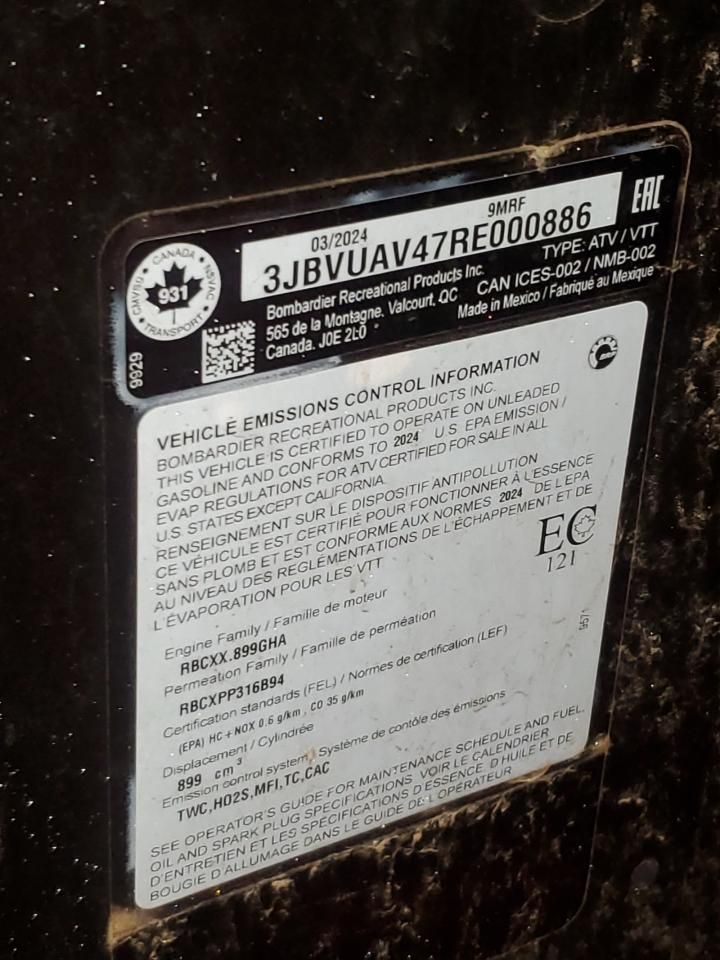 03/2024
9MRF
3JBVUAV47RE000886
EAC
CANADA
CMVSD
NSVAC
931
TRANSPORT
9929
Bombardier Recreational Products Inc.
565 de la Montagne, Valcourt, QC
Canada, J0E 2L0
TYPE: ATV / VTT
CAN ICES-002 / NMB-002
Made in Mexico / Fabriqué au Mexique
VEHICLE EMISSIONS CONTROL INFORMATION
BOMBARDIER RECREATIONAL PRODUCTS INC.
THIS VEHICLE IS CERTIFIED TO OPERATE ON UNLEADED
GASOLINE AND CONFORMS TO 2024 U.S. EPA EMISSION /
EVAP REGULATIONS FOR ATV CERTIFIED FOR SALE IN ALL
U.S. STATES EXCEPT CALIFORNIA.
RENSEIGNEMENT SUR LE DISPOSITIF ANTIPOLLUTION
CE VÉHICULE EST CERTIFIÉ POUR FONCTIONNER À L'ESSENCE
SANS PLOMB ET EST CONFORME AUX NORMES 2024 DE L'EPA
AU NIVEAU DES RÉGLEMENTATIONS DE L'ÉCHAPPEMENT ET DE
L'ÉVAPORATION POUR LES VTT
EC
121
Engine Family / Famille de moteur
RBCXX.899GHA
Permeation Family / Famille de perméation
RBCXPP316B94
Certification standards (FEL) / Normes de certification (LEF)
(EPA) HC + NOX 0.6 g/km, CO 35 g/km
Displacement / Cylindrée
899 cm³
Emission control system / Système de contrôle des émissions
TWC,HO2S,MFI,TC,CAC
SEE OPERATOR'S GUIDE FOR MAINTENANCE SCHEDULE AND FUEL,
OIL AND SPARK PLUG SPECIFICATIONS. VOIR LE CALENDRIER
D'ENTRETIEN ET LES SPÉCIFICATIONS D'ESSENCE, D'HUILE ET DE
BOUGIE D'ALLUMAGE DANS LE GUIDE DE L'OPÉRATEUR